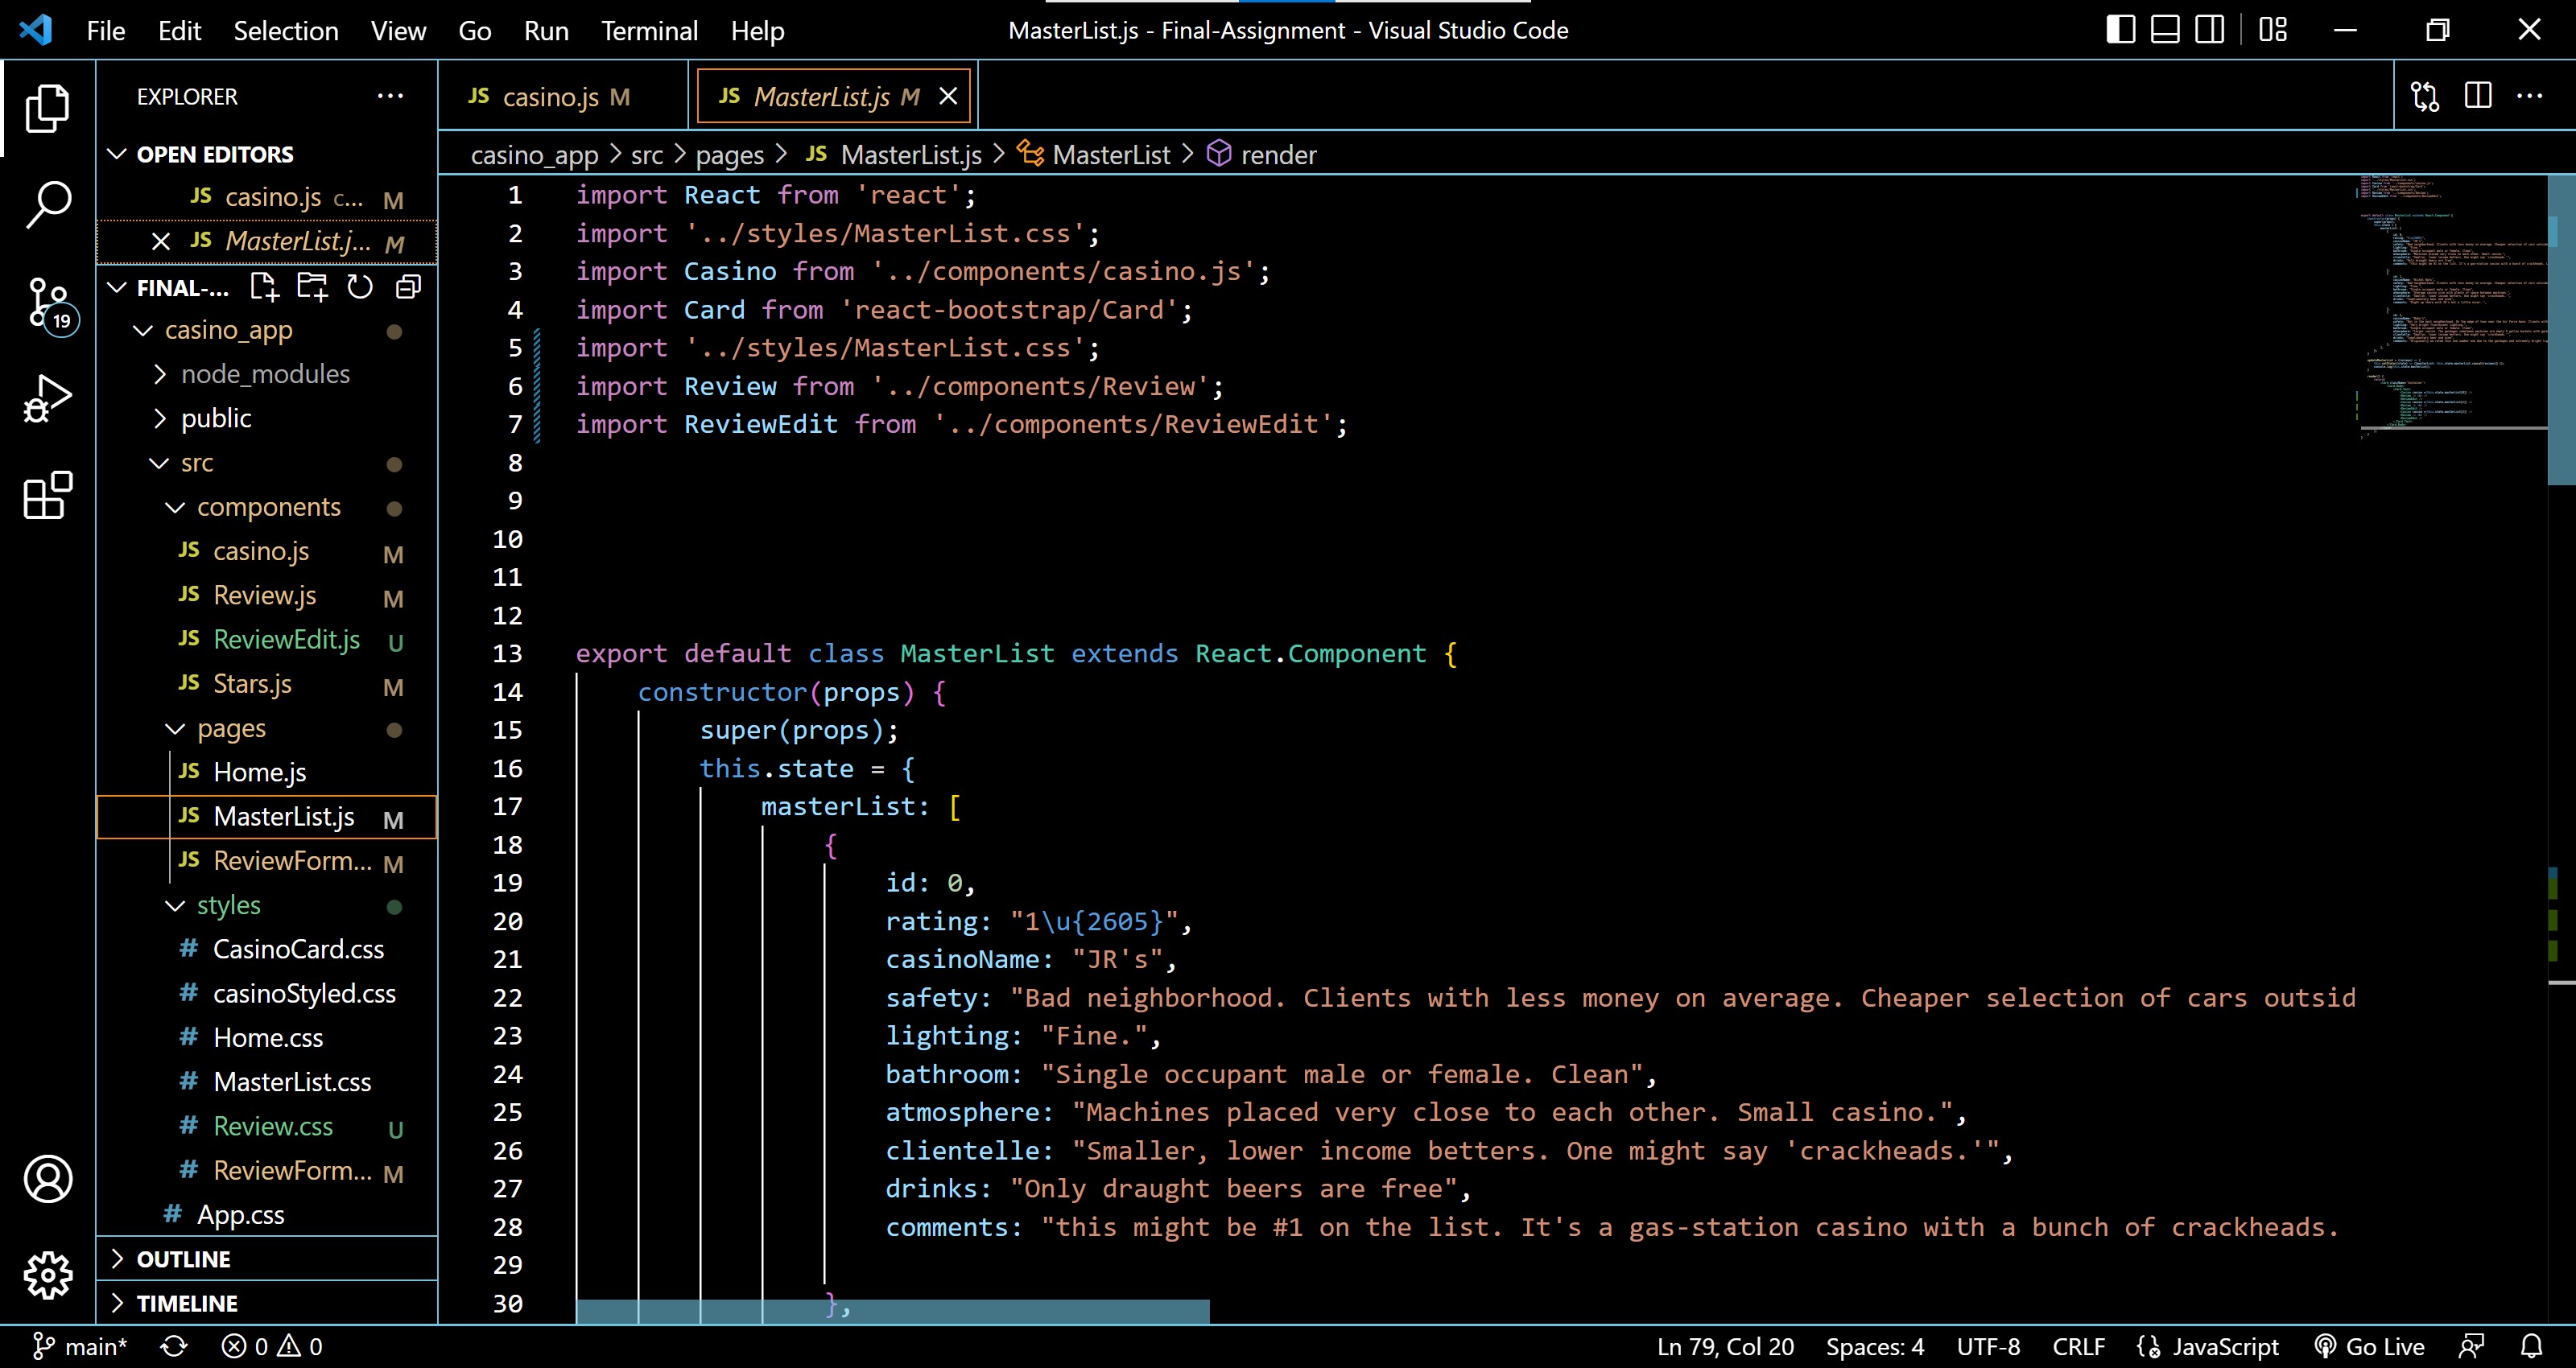 File Edit Selection View Go Run Terminal Help
MasterList.js - Final-Assignment - Visual Studio Code
EXPLORER ...
OPEN EDITORS
JS casino.js c... M
JS MasterList.j... M
FINAL-...
casino_app
node_modules
public
src
components
JS casino.js M
JS Review.js M
JS ReviewEdit.js U
JS Stars.js M
pages
JS Home.js
JS MasterList.js M
JS ReviewForm... M
styles
# CasinoCard.css
# casinoStyled.css
# Home.css
# MasterList.css
# Review.css U
# ReviewForm... M
# App.css
OUTLINE
TIMELINE
19
JS casino.js M
JS MasterList.js M
casino_app > src > pages > JS MasterList.js > MasterList > render
1 import React from 'react';
2 import '../styles/MasterList.css';
3 import Casino from '../components/casino.js';
4 import Card from 'react-bootstrap/Card';
5 import '../styles/MasterList.css';
6 import Review from '../components/Review';
7 import ReviewEdit from '../components/ReviewEdit';
8
9
10
11
12
13 export default class MasterList extends React.Component {
14 constructor(props) {
15 super(props);
16 this.state = {
17 masterList: [
18 {
19 id: 0,
20 rating: "1\u{2605}",
21 casinoName: "JR's",
22 safety: "Bad neighborhood. Clients with less money on average. Cheaper selection of cars outsid
23 lighting: "Fine.",
24 bathroom: "Single occupant male or female. Clean",
25 atmosphere: "Machines placed very close to each other. Small casino.",
26 clientelle: "Smaller, lower income betters. One might say 'crackheads.'",
27 drinks: "Only draught beers are free",
28 comments: "this might be #1 on the list. It's a gas-station casino with a bunch of crackheads.
29
30 },
main* 0 0
Ln 79, Col 20 Spaces: 4 UTF-8 CRLF JavaScript Go Live